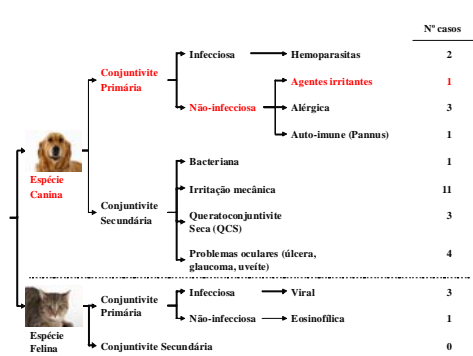 Nº casos
Infecciosa Hemoparasitas 2
Conjuntivite
Primária
Agentes irritantes 1
Não-infecciosa Alérgica 3
Auto-imune (Pannus) 1
Espécie
Canina
Bacteriana 1
Irritação mecânica 11
Conjuntivite
Secundária
Queratoconjuntivite
Seca (QCS) 3
Problemas oculares (úlcera,
glaucoma, uveíte) 4
Conjuntivite
Primária
Infecciosa Viral 3
Não-infecciosa Eosinofílica 1
Espécie
Felina
Conjuntivite Secundária 0